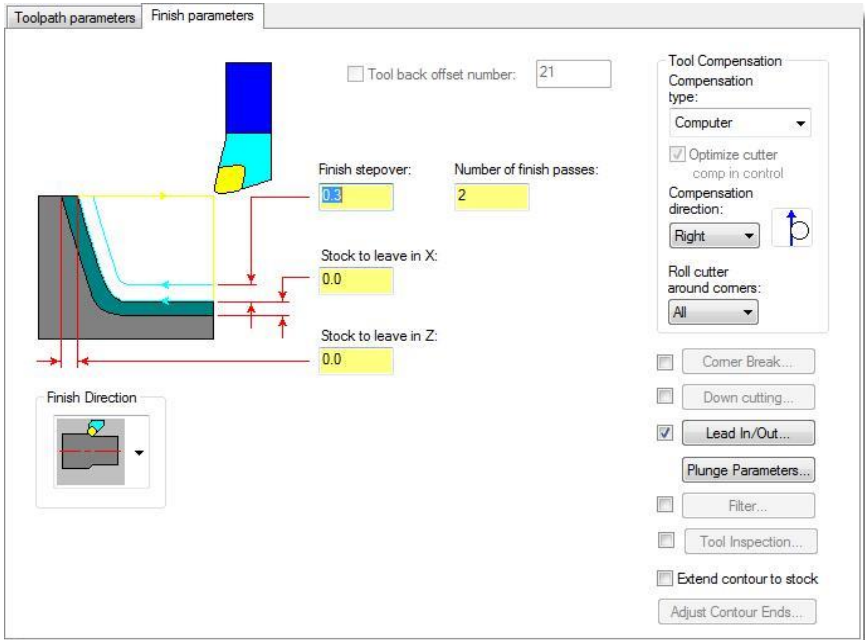 Toolpath parameters
Finish parameters
Tool back offset number:
21
Finish stepover:
0.3
Number of finish passes:
2
Stock to leave in X:
0.0
Stock to leave in Z:
0.0
Finish Direction
Tool Compensation
Compensation
type:
Computer
Optimize cutter
comp in control
Compensation
direction:
Right
Roll cutter
around corners:
All
Corner Break...
Down cutting...
Lead In/Out...
Plunge Parameters...
Filter...
Tool Inspection...
Extend contour to stock
Adjust Contour Ends...